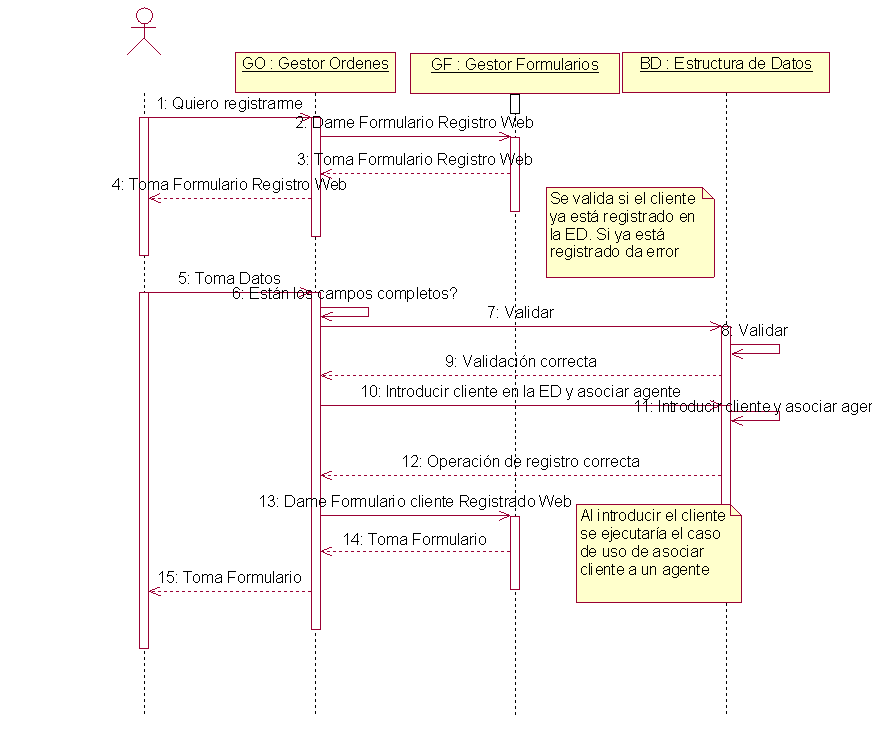 GO : Gestor Ordenes
GF : Gestor Formularios
BD : Estructura de Datos
1: Quiero registrarme
2: Dame Formulario Registro Web
3: Toma Formulario Registro Web
4: Toma Formulario Registro Web
Se valida si el cliente
ya está registrado en
la ED. Si ya está
registrado da error
5: Toma Datos
6: Están los campos completos?
7: Validar
8: Validar
9: Validación correcta
10: Introducir cliente en la ED y asociar agente
11: Introducir cliente y asociar agen
12: Operación de registro correcta
13: Dame Formulario cliente Registrado Web
Al introducir el cliente
se ejecutaría el caso
de uso de asociar
cliente a un agente
14: Toma Formulario
15: Toma Formulario